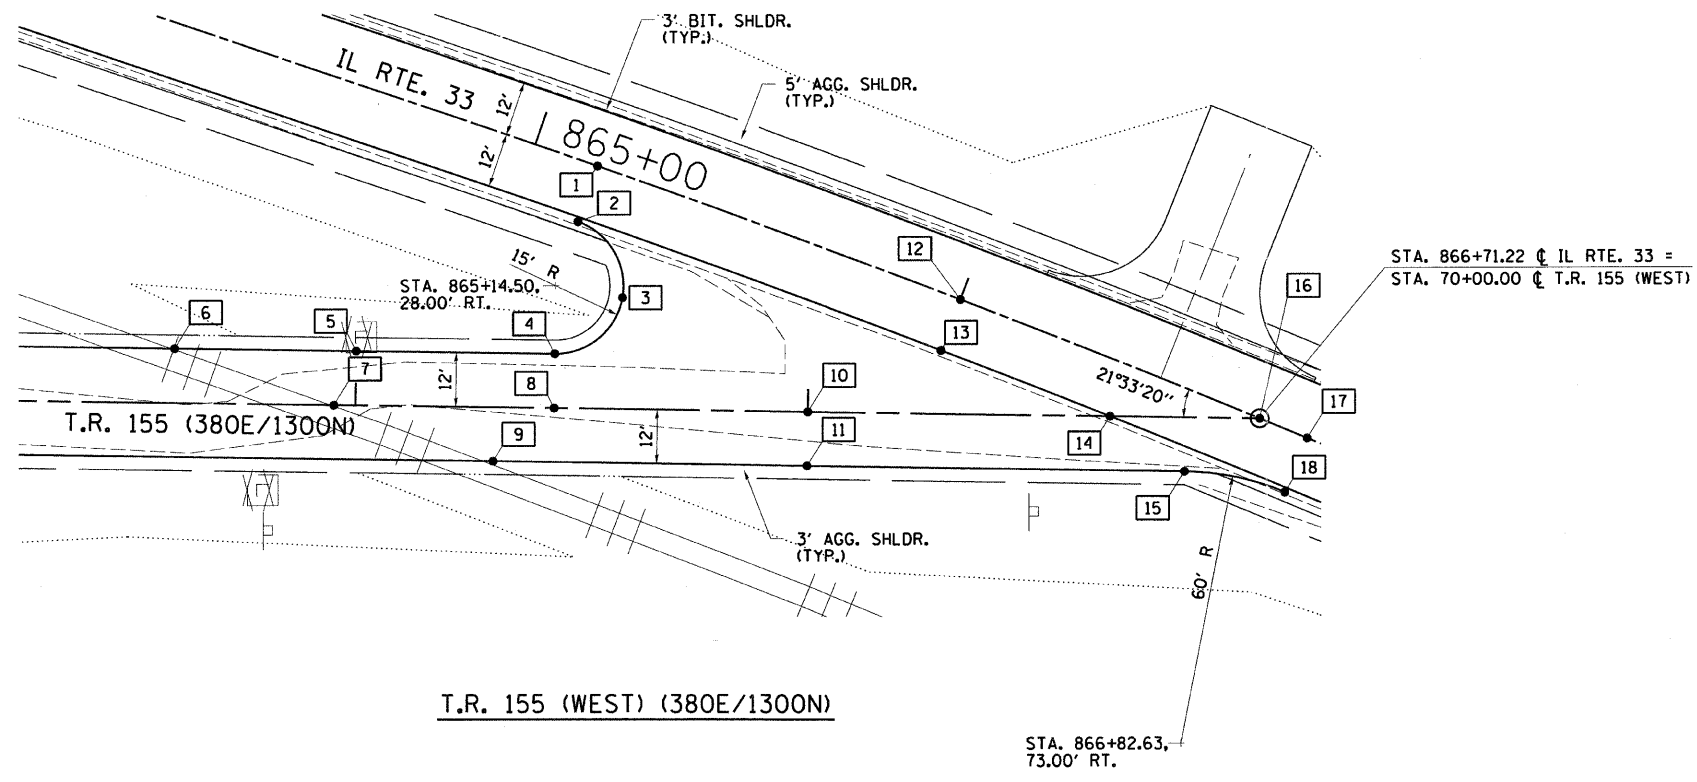 3' BIT. SHLDR.
(TYP.)
IL RTE. 33
12'
12'
5' AGG. SHLDR.
(TYP.)
865+00
1
2
12
15' R
STA. 865+14.50,
28.00' RT.
3
STA. 866+71.22 ℄ IL RTE. 33 =
STA. 70+00.00 ℄ T.R. 155 (WEST)
16
6
5
4
13
7
12'
8
10
21°33'20"
17
T.R. 155 (380E/1300N)
9
12'
11
14
18
15
3' AGG. SHLDR.
(TYP.)
60' R
T.R. 155 (WEST) (380E/1300N)
STA. 866+82.63,
73.00' RT.